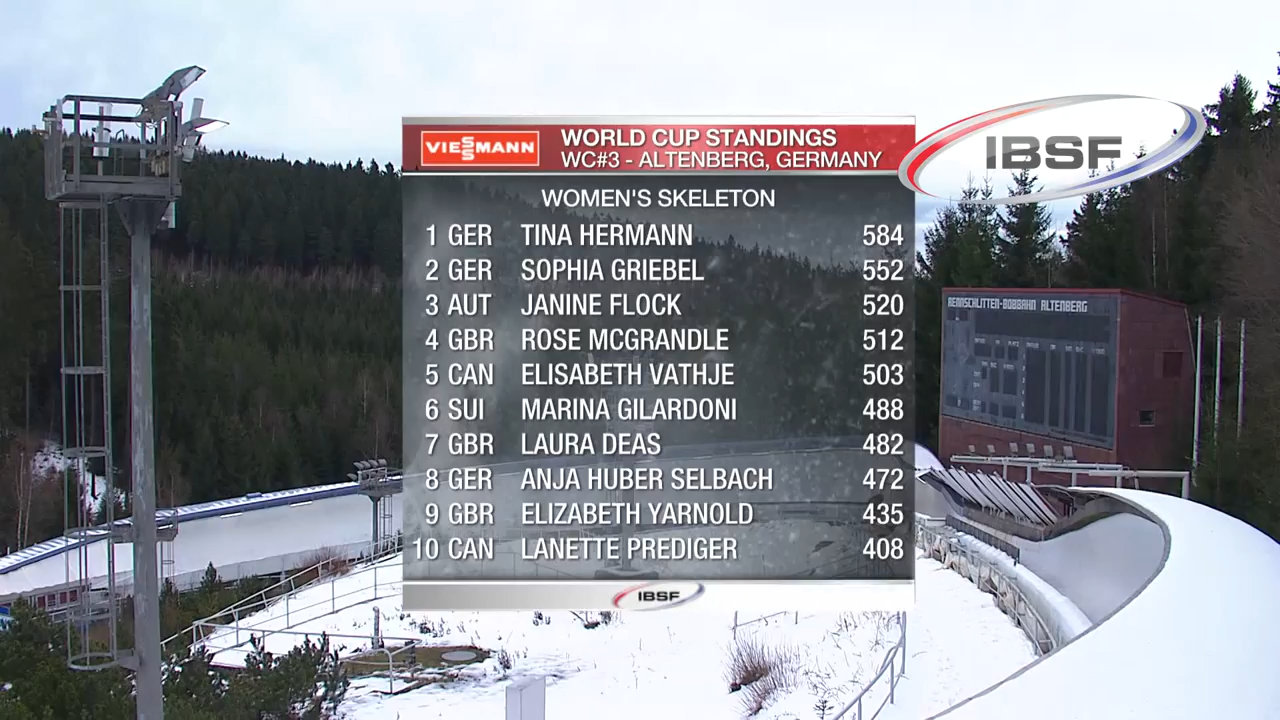 VIESSMANN
WORLD CUP STANDINGS
WC#3 - ALTENBERG, GERMANY
IBSF
WOMEN'S SKELETON
1 GER TINA HERMANN 584
2 GER SOPHIA GRIEBEL 552
3 AUT JANINE FLOCK 520
4 GBR ROSE MCGRANDLE 512
5 CAN ELISABETH VATHJE 503
6 SUI MARINA GILARDONI 488
7 GBR LAURA DEAS 482
8 GER ANJA HUBER SELBACH 472
9 GBR ELIZABETH YARNOLD 435
10 CAN LANETTE PREDIGER 408
IBSF
RENNSCHLITTEN-BOBBAHN ALTENBERG